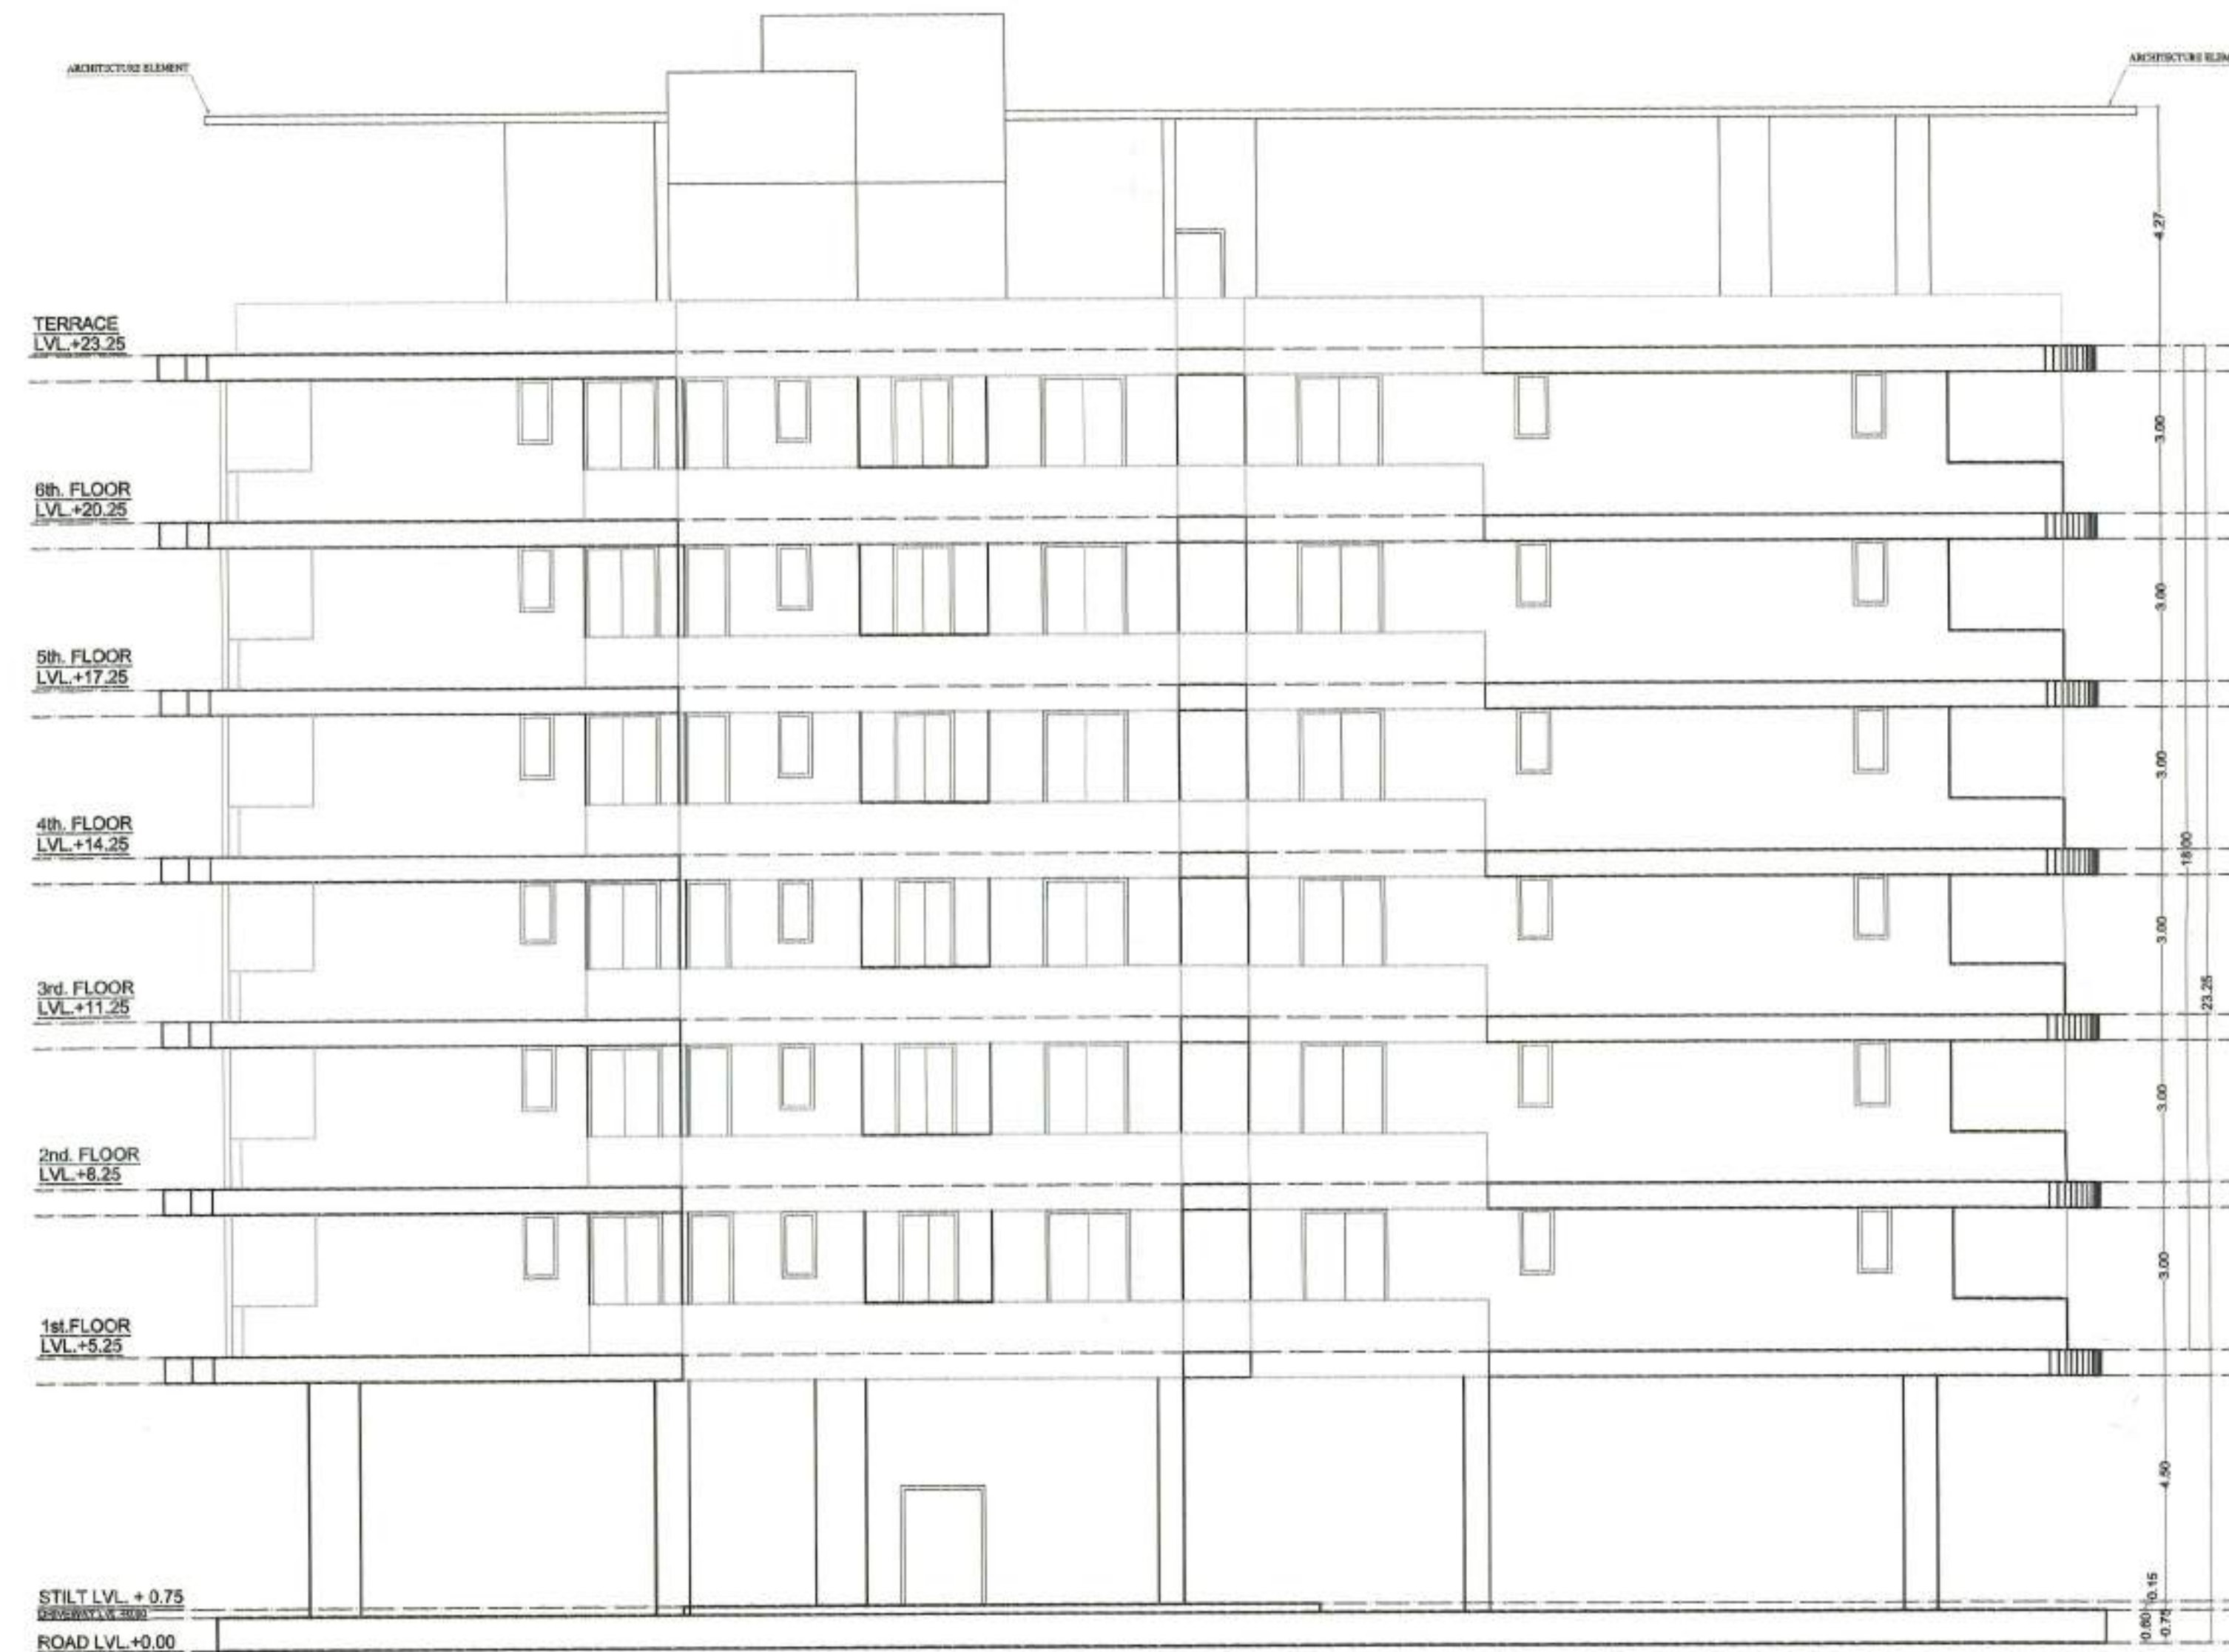 ARCHITECTURE ELEMENT
ARCHITECTURE
4.27
TERRACE
LVL.+23.25
3.00
6th. FLOOR
LVL.+20.25
3.00
5th. FLOOR
LVL.+17.25
3.00
4th. FLOOR
LVL.+14.25
18.00
3.00
3rd. FLOOR
LVL.+11.25
23.25
3.00
2nd. FLOOR
LVL.+8.25
3.00
1st.FLOOR
LVL.+5.25
4.50
STILT LVL. + 0.75
0.15
0.60
0.75
ROAD LVL.+0.00